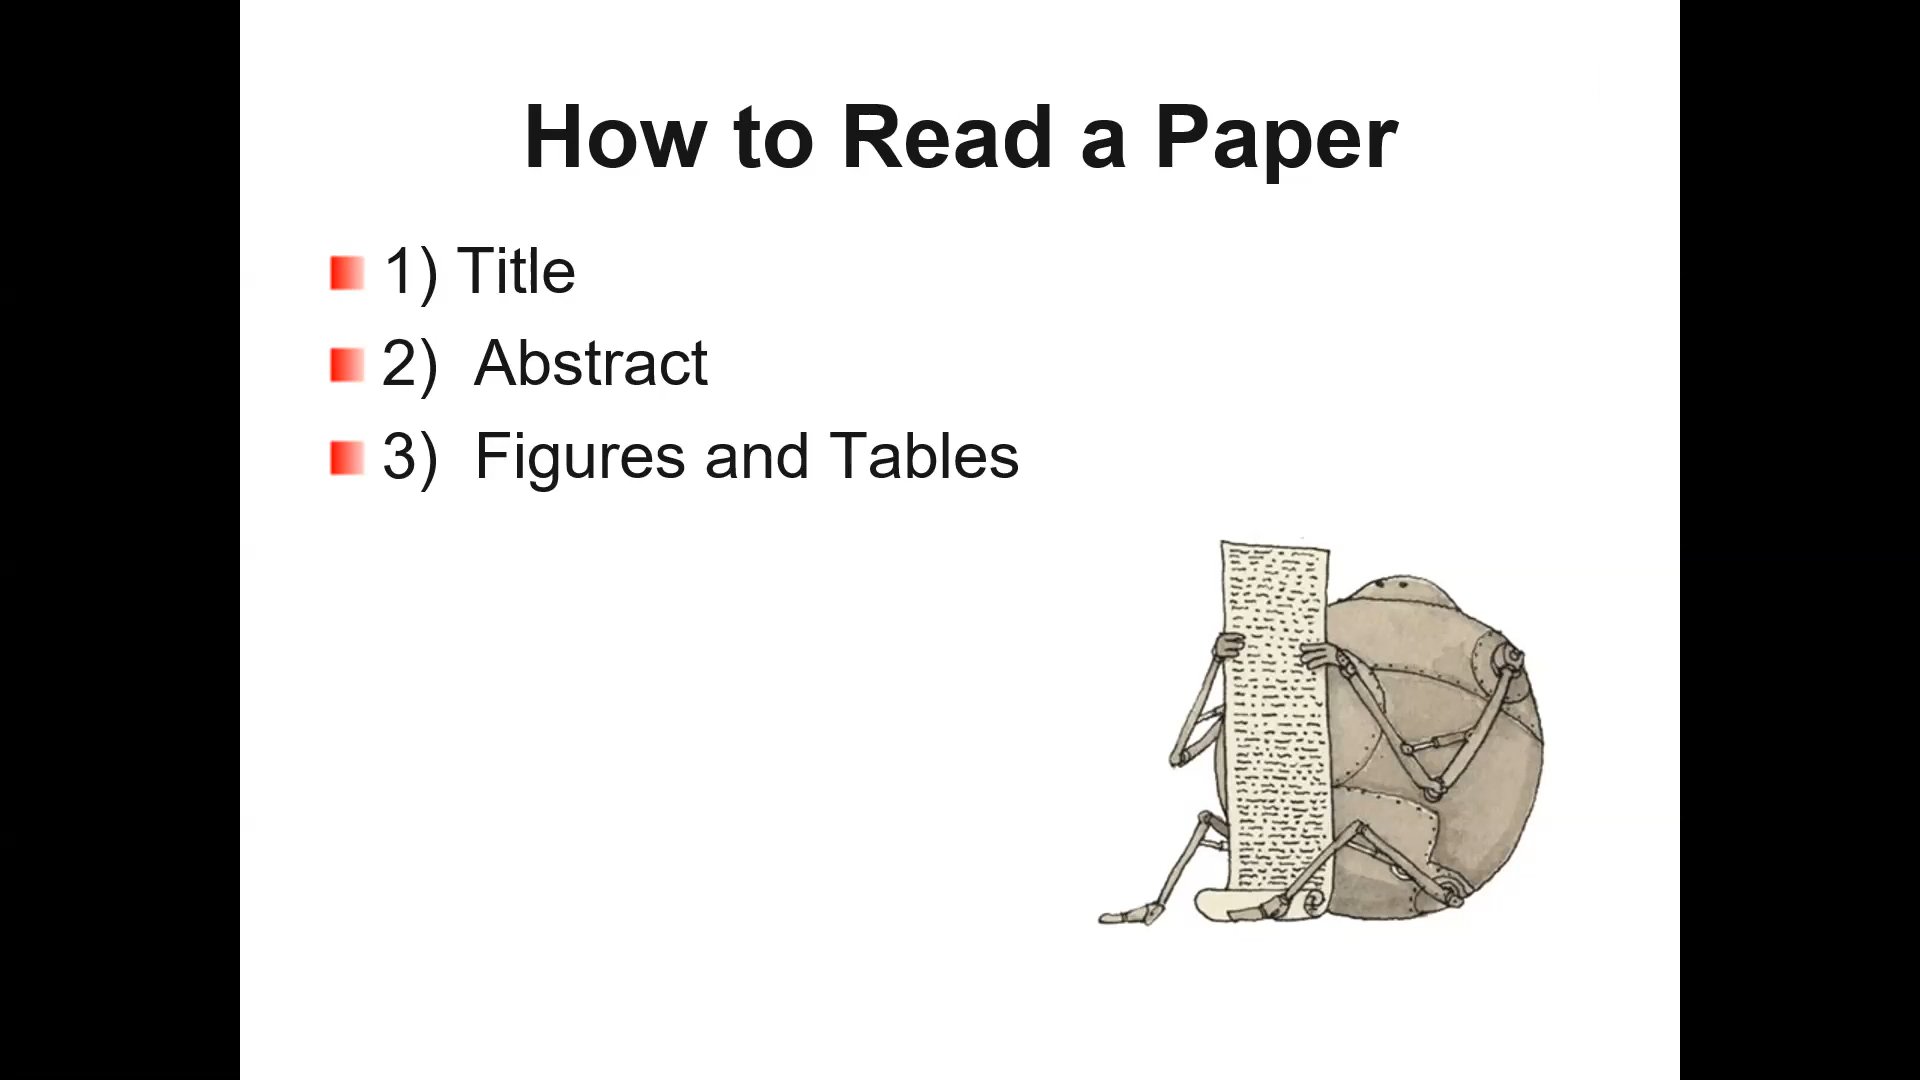 How to Read a Paper
1) Title
2) Abstract
3) Figures and Tables